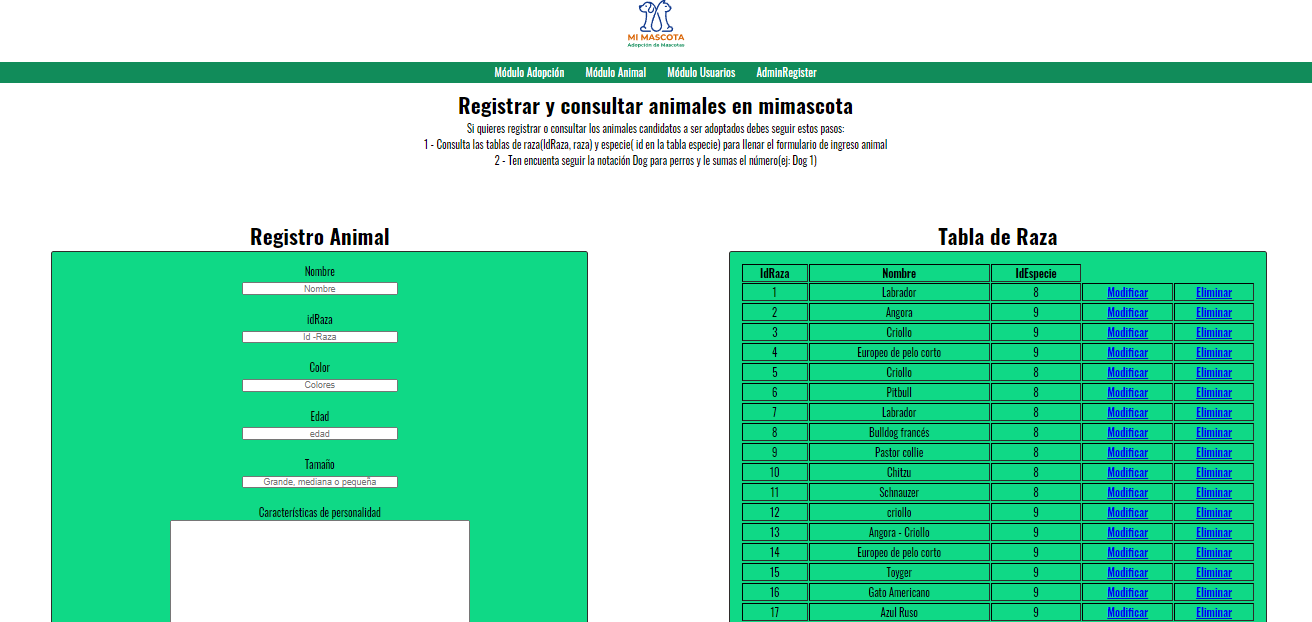 MI MASCOTA
Adopción de Mascotas
Módulo Adopción Módulo Animal Módulo Usuarios AdminRegister
Registrar y consultar animales en mimascota
Si quieres registrar o consultar los animales candidatos a ser adoptados debes seguir estos pasos:
1 - Consulta las tablas de raza(IdRaza, raza) y especie( id en la tabla especie) para llenar el formulario de ingreso animal
2 - Ten encuenta seguir la notación Dog para perros y le sumas el número(ej: Dog 1)
Registro Animal
Nombre
Nombre
idRaza
Id -Raza
Color
Colores
Edad
edad
Tamaño
Grande, mediana o pequeña
Características de personalidad
Tabla de Raza
IdRaza Nombre IdEspecie
1 Labrador 8 Modificar Eliminar
2 Angora 9 Modificar Eliminar
3 Criollo 9 Modificar Eliminar
4 Europeo de pelo corto 9 Modificar Eliminar
5 Criollo 8 Modificar Eliminar
6 Pitbull 8 Modificar Eliminar
7 Labrador 8 Modificar Eliminar
8 Bulldog francés 8 Modificar Eliminar
9 Pastor collie 8 Modificar Eliminar
10 Chitzu 8 Modificar Eliminar
11 Schnauzer 8 Modificar Eliminar
12 criollo 9 Modificar Eliminar
13 Angora - Criollo 9 Modificar Eliminar
14 Europeo de pelo corto 9 Modificar Eliminar
15 Toyger 9 Modificar Eliminar
16 Gato Americano 9 Modificar Eliminar
17 Azul Ruso 9 Modificar Eliminar